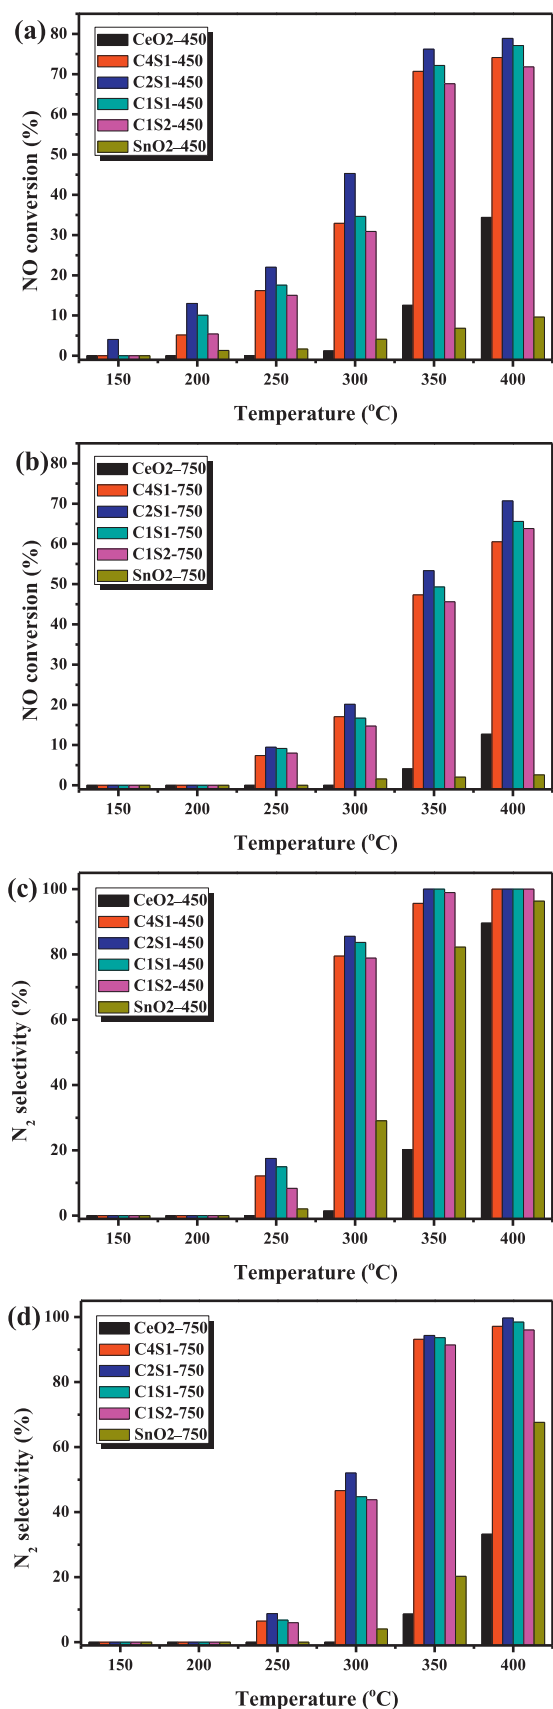 (a)
CeO2–450
C4S1-450
C2S1-450
C1S1-450
C1S2-450
SnO2–450
NO conversion (%)
80
70
60
50
40
30
20
10
0
150 200 250 300 350 400
Temperature (°C)
(b)
CeO2–750
C4S1-750
C2S1-750
C1S1-750
C1S2-750
SnO2–750
NO conversion (%)
80
70
60
50
40
30
20
10
0
150 200 250 300 350 400
Temperature (°C)
(c)
CeO2–450
C4S1-450
C2S1-450
C1S1-450
C1S2-450
SnO2–450
N₂ selectivity (%)
100
80
60
40
20
0
150 200 250 300 350 400
Temperature (°C)
(d)
CeO2–750
C4S1-750
C2S1-750
C1S1-750
C1S2-750
SnO2–750
N₂ selectivity (%)
100
80
60
40
20
0
150 200 250 300 350 400
Temperature (°C)